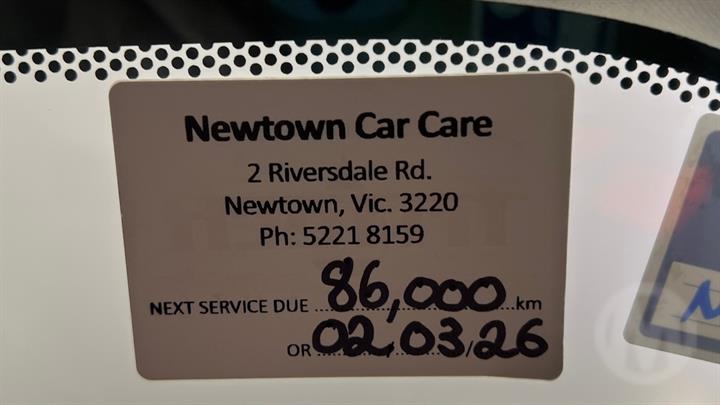 Newtown Car Care
2 Riversdale Rd.
Newtown, Vic. 3220
Ph: 5221 8159
NEXT SERVICE DUE 86,000 km
OR 02/03/26